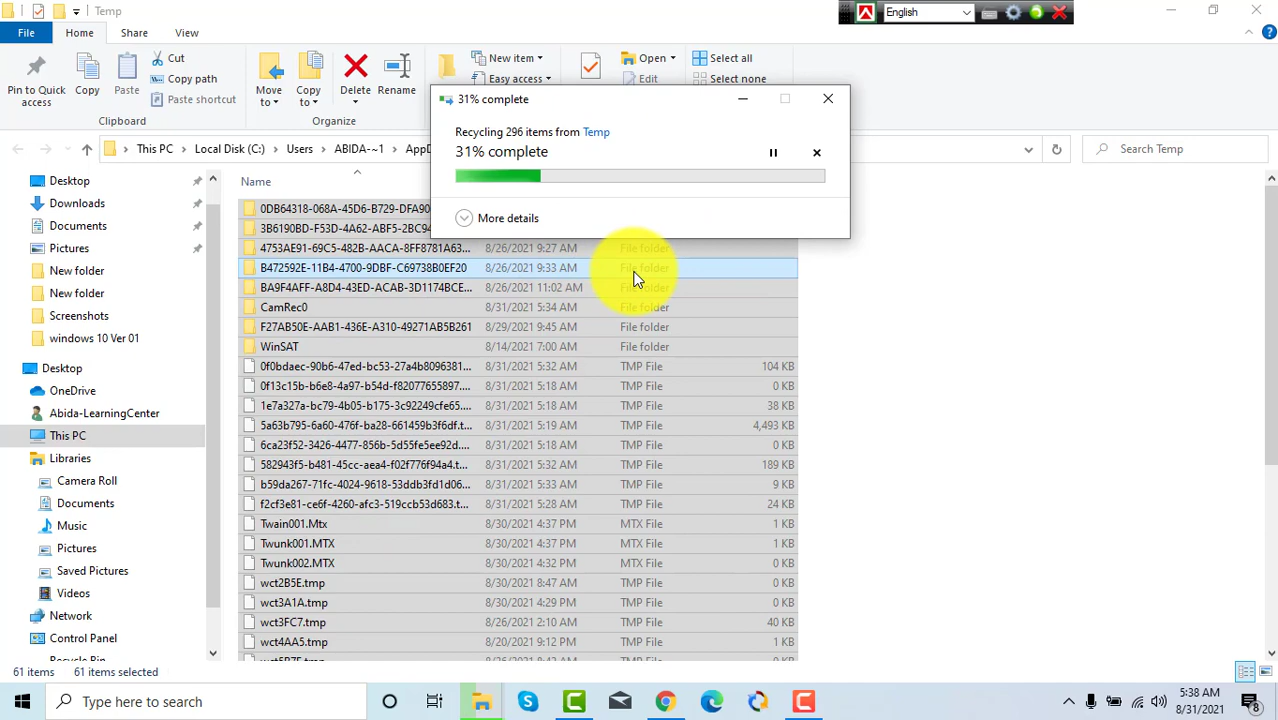 Temp
English
File Home Share View
Pin to Quick access
Copy
Paste
Cut
Copy path
Paste shortcut
Clipboard
Move to
Copy to
Delete
Rename
Organize
New item
Easy access
Open
Edit
Select all
Select none
31% complete
Recycling 296 items from Temp
31% complete
More details
This PC Local Disk (C:) Users ABIDA-~1
Search Temp
Desktop
Downloads
Documents
Pictures
New folder
New folder
Screenshots
windows 10 Ver 01
Desktop
OneDrive
Abida-LearningCenter
This PC
Libraries
Camera Roll
Documents
Music
Pictures
Saved Pictures
Videos
Network
Control Panel
Name
0DB64318-068A-45D6-B729-DFA90
3B6190BD-F53D-4A62-ABF5-DB2C
4753AE91-69C5-482B-AACA-8FF8781A63... 8/26/2021 9:27 AM File folder
B472592E-11B4-4700-9DBF-C69738B0EF20 8/26/2021 9:33 AM File folder
BA9F4AFF-A8D4-43ED-ACAB-3D1174BCE... 8/26/2021 11:02 AM File folder
CamRec0 8/31/2021 5:34 AM File folder
F27AB50E-AAB1-436E-A310-49271AB5B261 8/29/2021 9:45 AM File folder
WinSAT 8/14/2021 7:00 AM File folder
0f0bdaec-90b6-47ed-bc53-27a4b8096381... 8/31/2021 5:32 AM TMP File 104 KB
0f13c15b-b6e8-4a97-b54d-f82077655897.... 8/31/2021 5:18 AM TMP File 0 KB
1e7a327a-bc79-4b05-b175-3c92249cfe65.... 8/31/2021 5:18 AM TMP File 38 KB
5a63b795-6a60-476f-ba28-661459b3f6df.t... 8/31/2021 5:19 AM TMP File 4,493 KB
6ca23f52-3426-4477-856b-5d55fe5ee92d.... 8/31/2021 5:18 AM TMP File 0 KB
582943f5-b481-45cc-aea4-f02f776f94a4.t... 8/31/2021 5:32 AM TMP File 189 KB
b59da267-71fc-4024-9618-53ddb3fd1d06... 8/31/2021 5:33 AM TMP File 9 KB
f2cf3e81-ce6f-4260-afc3-519ccb53d683.t... 8/31/2021 5:32 AM TMP File 24 KB
Twain001.Mtx 8/30/2021 4:37 PM MTX File 1 KB
Twunk001.MTX 8/30/2021 4:37 PM MTX File 1 KB
Twunk002.MTX 8/30/2021 4:32 PM MTX File 0 KB
wct2B5E.tmp 8/30/2021 8:47 AM TMP File 0 KB
wct3A1A.tmp 8/30/2021 4:29 PM TMP File 0 KB
wct3FC7.tmp 8/26/2021 2:10 AM TMP File 40 KB
wct4AA5.tmp 8/20/2021 9:12 PM TMP File 1 KB
61 items 61 items selected
Type here to search
5:38 AM
8/31/2021
8